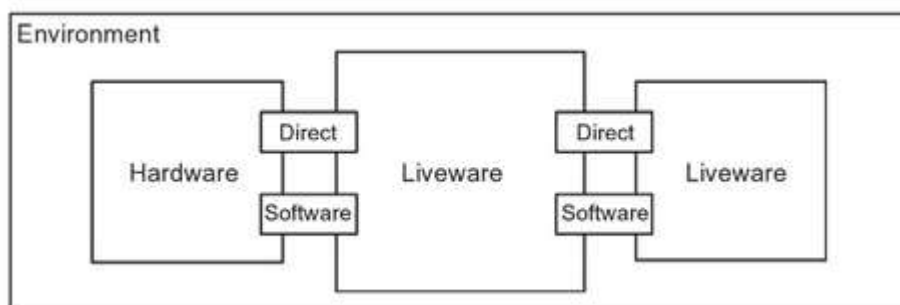 Environment
Direct
Direct
Hardware
Liveware
Liveware
Software
Software